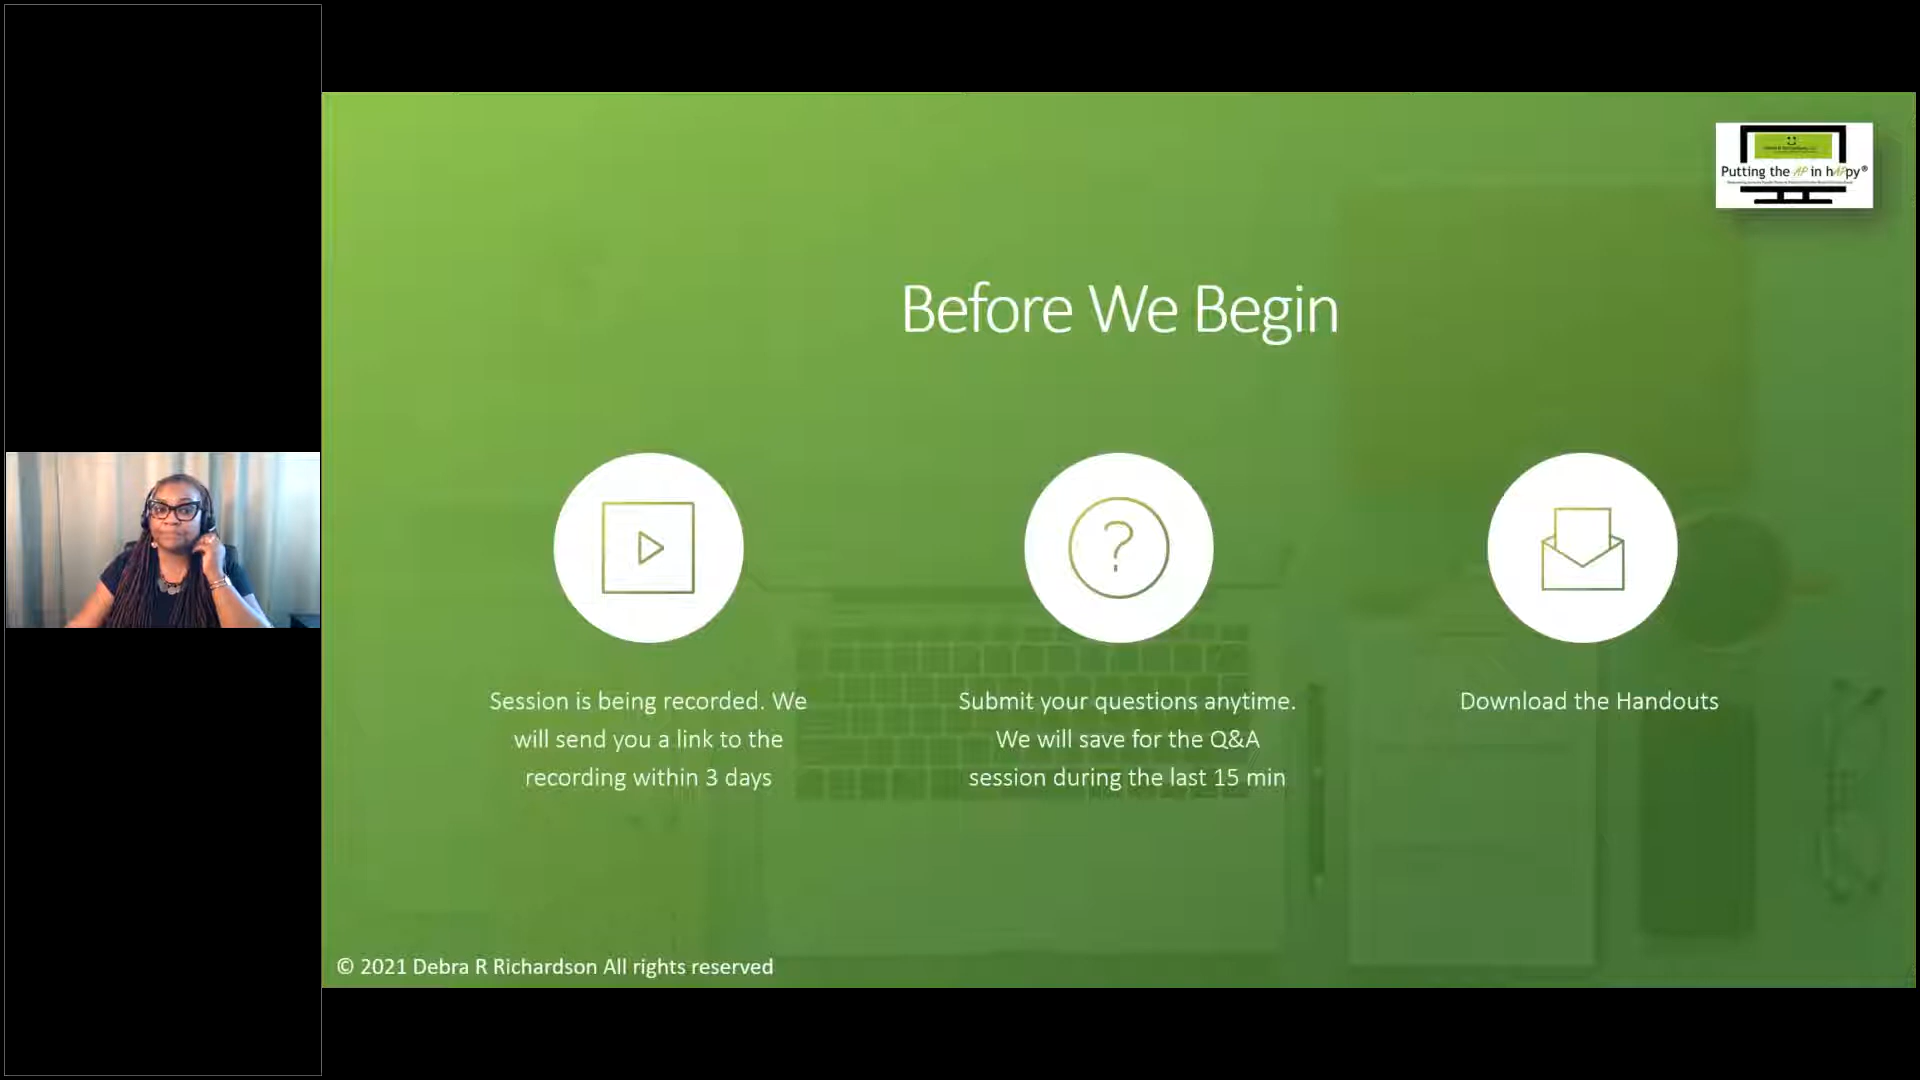 Putting the AP in hAPpy®
Before We Begin
?
Session is being recorded. We
will send you a link to the
recording within 3 days
Submit your questions anytime.
We will save for the Q&A
session during the last 15 min
Download the Handouts
© 2021 Debra R Richardson All rights reserved